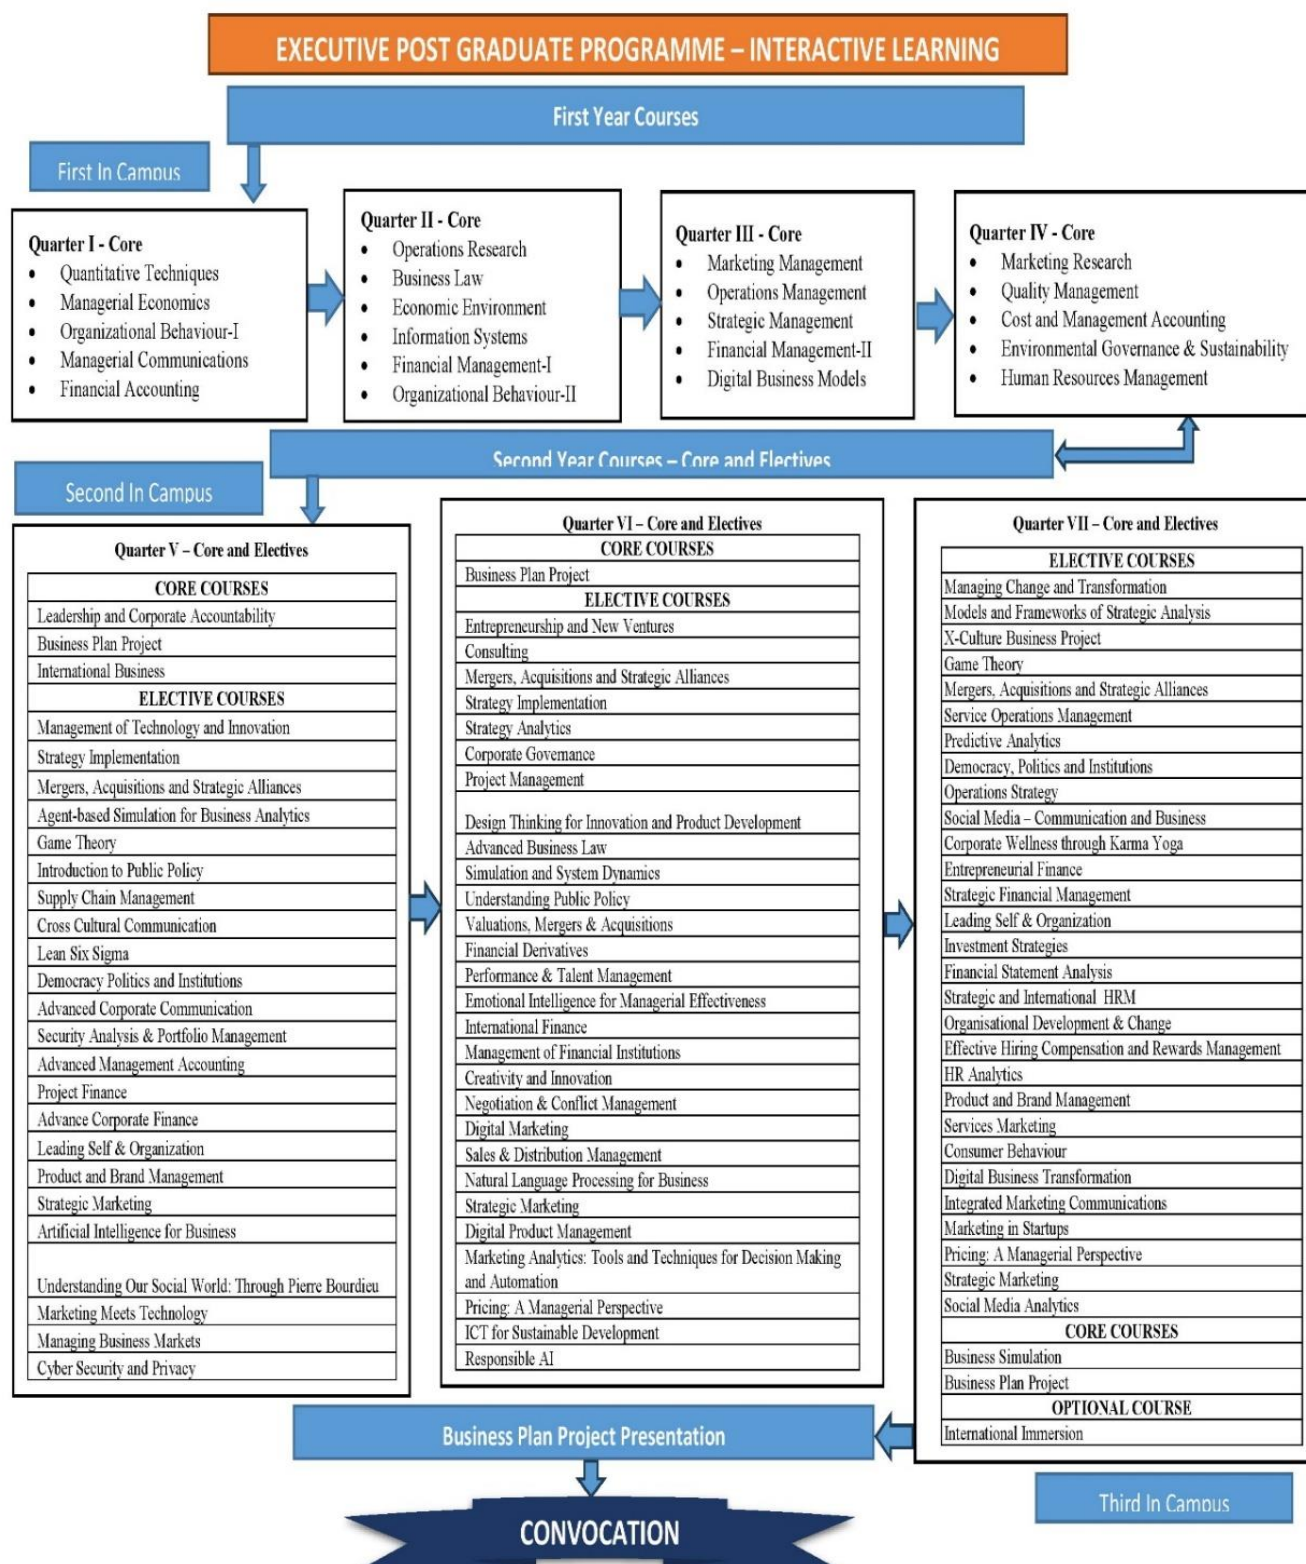 EXECUTIVE POST GRADUATE PROGRAMME – INTERACTIVE LEARNING
First Year Courses
First In Campus
Quarter I - Core
• Quantitative Techniques
• Managerial Economics
• Organizational Behaviour-I
• Managerial Communications
• Financial Accounting
Quarter II - Core
• Operations Research
• Business Law
• Economic Environment
• Information Systems
• Financial Management-I
• Organizational Behaviour-II
Quarter III - Core
• Marketing Management
• Operations Management
• Strategic Management
• Financial Management-II
• Digital Business Models
Quarter IV - Core
• Marketing Research
• Quality Management
• Cost and Management Accounting
• Environmental Governance & Sustainability
• Human Resources Management
Second Year Courses – Core and Electives
Second In Campus
Quarter V – Core and Electives
CORE COURSES
Leadership and Corporate Accountability
Business Plan Project
International Business
ELECTIVE COURSES
Management of Technology and Innovation
Strategy Implementation
Mergers, Acquisitions and Strategic Alliances
Agent-based Simulation for Business Analytics
Game Theory
Introduction to Public Policy
Supply Chain Management
Cross Cultural Communication
Lean Six Sigma
Democracy Politics and Institutions
Advanced Corporate Communication
Security Analysis & Portfolio Management
Advanced Management Accounting
Project Finance
Advance Corporate Finance
Leading Self & Organization
Product and Brand Management
Strategic Marketing
Artificial Intelligence for Business
Understanding Our Social World: Through Pierre Bourdieu
Marketing Meets Technology
Managing Business Markets
Cyber Security and Privacy
Quarter VI – Core and Electives
CORE COURSES
Business Plan Project
ELECTIVE COURSES
Entrepreneurship and New Ventures
Consulting
Mergers, Acquisitions and Strategic Alliances
Strategy Implementation
Strategy Analytics
Corporate Governance
Project Management
Design Thinking for Innovation and Product Development
Advanced Business Law
Simulation and System Dynamics
Understanding Public Policy
Valuations, Mergers & Acquisitions
Financial Derivatives
Performance & Talent Management
Emotional Intelligence for Managerial Effectiveness
International Finance
Management of Financial Institutions
Creativity and Innovation
Negotiation & Conflict Management
Digital Marketing
Sales & Distribution Management
Natural Language Processing for Business
Strategic Marketing
Digital Product Management
Marketing Analytics: Tools and Techniques for Decision Making
and Automation
Pricing: A Managerial Perspective
ICT for Sustainable Development
Responsible AI
Quarter VII – Core and Electives
ELECTIVE COURSES
Managing Change and Transformation
Models and Frameworks of Strategic Analysis
X-Culture Business Project
Game Theory
Mergers, Acquisitions and Strategic Alliances
Service Operations Management
Predictive Analytics
Democracy, Politics and Institutions
Operations Strategy
Social Media – Communication and Business
Corporate Wellness through Karma Yoga
Entrepreneurial Finance
Strategic Financial Management
Leading Self & Organization
Investment Strategies
Financial Statement Analysis
Strategic and International HRM
Organisational Development & Change
Effective Hiring Compensation and Rewards Management
HR Analytics
Product and Brand Management
Services Marketing
Consumer Behaviour
Digital Business Transformation
Integrated Marketing Communications
Marketing in Startups
Pricing: A Managerial Perspective
Strategic Marketing
Social Media Analytics
CORE COURSES
Business Simulation
Business Plan Project
OPTIONAL COURSE
International Immersion
Business Plan Project Presentation
Third In Campus
CONVOCATION